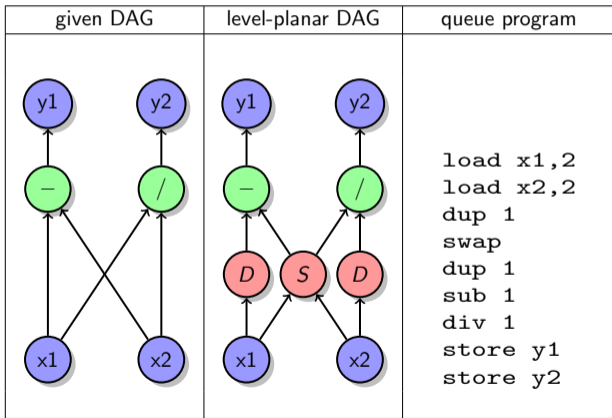 given DAG
level-planar DAG
queue program
y1 y2
− /
x1 x2
y1 y2
− /
D S D
x1 x2
load x1,2
load x2,2
dup 1
swap
dup 1
sub 1
div 1
store y1
store y2